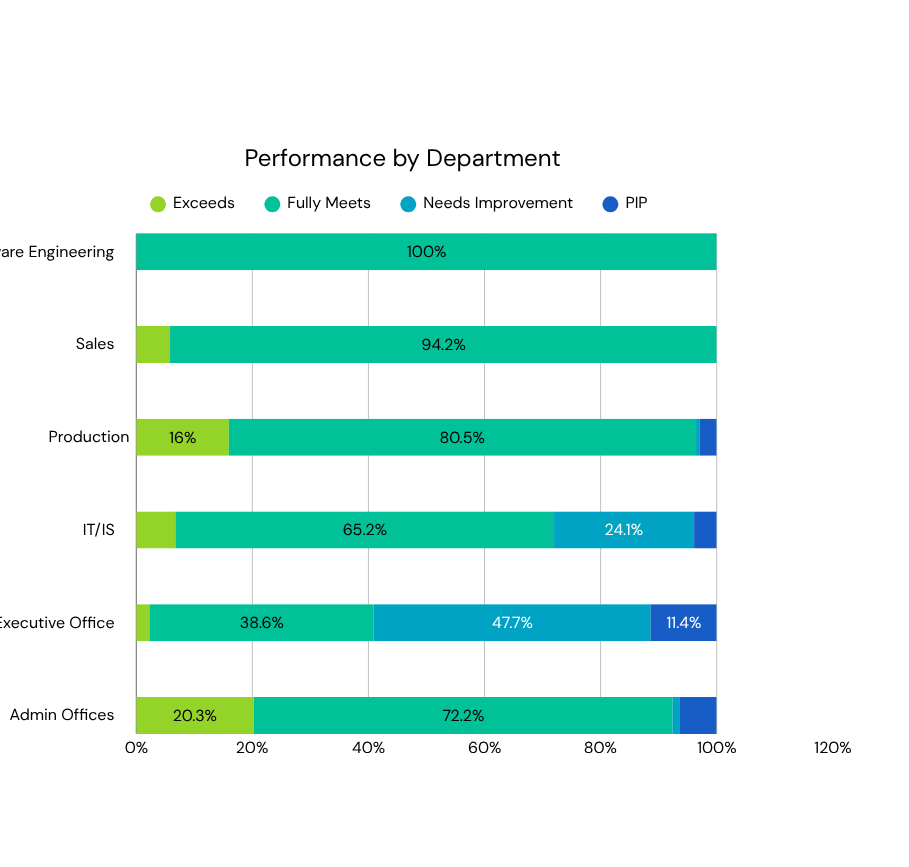 Performance by Department
Exceeds Fully Meets Needs Improvement PIP
Engineering 100%
Sales 94.2%
Production 16% 80.5%
IT/IS 65.2% 24.1%
Executive Office 38.6% 47.7% 11.4%
Admin Offices 20.3% 72.2%
0% 20% 40% 60% 80% 100% 120%